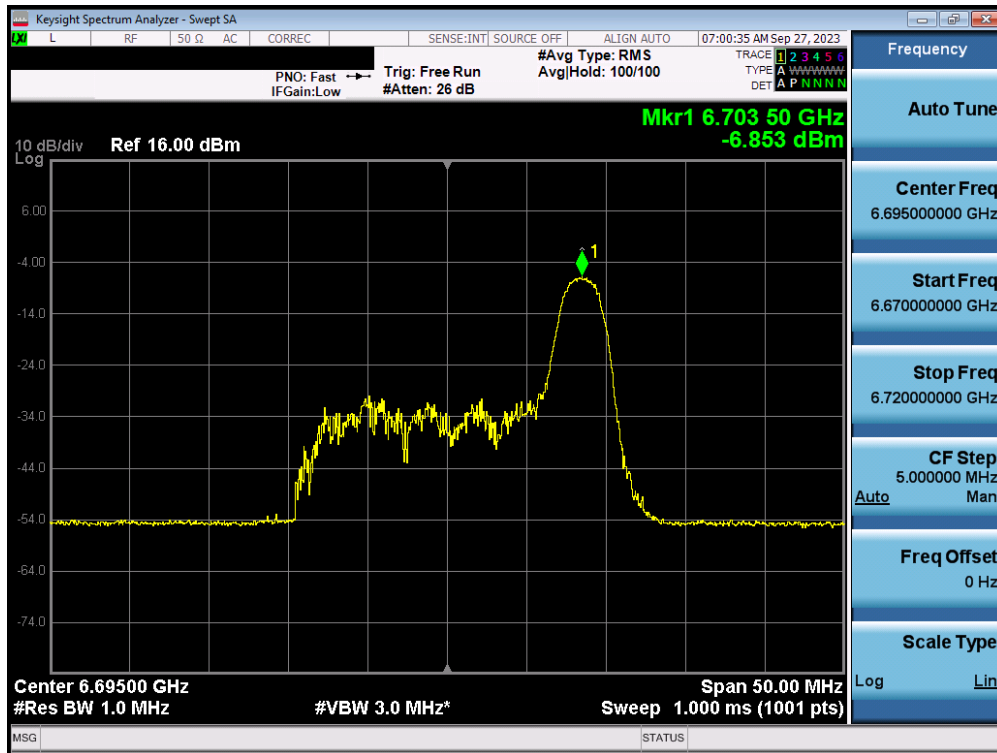 Keysight Spectrum Analyzer - Swept SA
LXI L RF 50 Ω AC CORREC SENSE:INT SOURCE OFF ALIGN AUTO 07:00:35 AM Sep 27, 2023
PNO: Fast
IFGain:Low
Trig: Free Run
#Atten: 26 dB
#Avg Type: RMS
Avg|Hold: 100/100
TRACE 1 2 3 4 5 6
TYPE A WWWWW
DET A P N N N N
Mkr1 6.703 50 GHz
-6.853 dBm
10 dB/div Ref 16.00 dBm
Log
1
6.00
-4.00
-14.0
-24.0
-34.0
-44.0
-54.0
-64.0
-74.0
Center 6.69500 GHz Span 50.00 MHz
#Res BW 1.0 MHz #VBW 3.0 MHz* Sweep 1.000 ms (1001 pts)
MSG STATUS
Frequency
Auto Tune
Center Freq
6.695000000 GHz
Start Freq
6.670000000 GHz
Stop Freq
6.720000000 GHz
CF Step
5.000000 MHz
Auto Man
Freq Offset
0 Hz
Scale Type
Log Lin